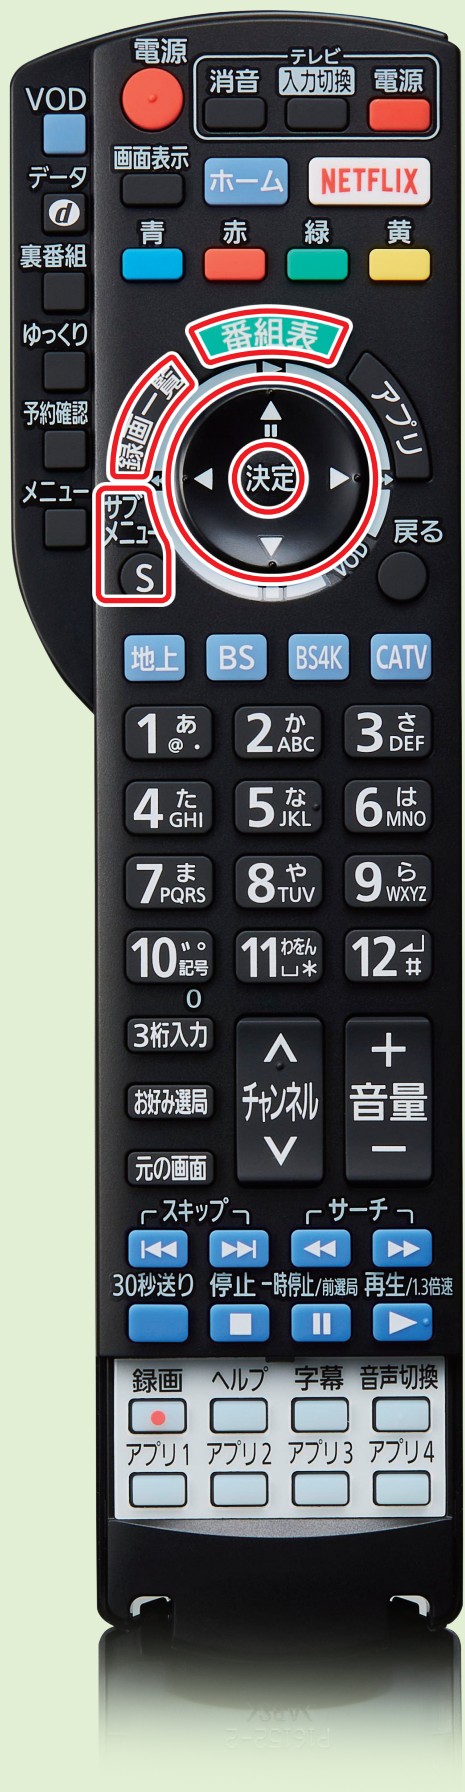 電源
テレビ
消音 入力切換 電源
VOD
画面表示 ホーム NETFLIX
データ
d
青 赤 緑 黄
裏番組
ゆっくり
番組表
録画一覧
アプリ
予約確認
決定
メニュー
サブ
メニュー
S
戻る
VOD
地上 BS BS4K CATV
1 あ @. 2 か ABC 3 さ DEF
4 た GHI 5 な JKL 6 は MNO
7 ま PQRS 8 や TUV 9 ら WXYZ
10 ゛゜ 記号 11 わをん ␣* 12 #
0
3桁入力
お好み選局
元の画面
チャンネル
+
音量
−
スキップ サーチ
30秒送り 停止 一時停止/前選局 再生/1.3倍速
録画 ヘルプ 字幕 音声切換
アプリ1 アプリ2 アプリ3 アプリ4